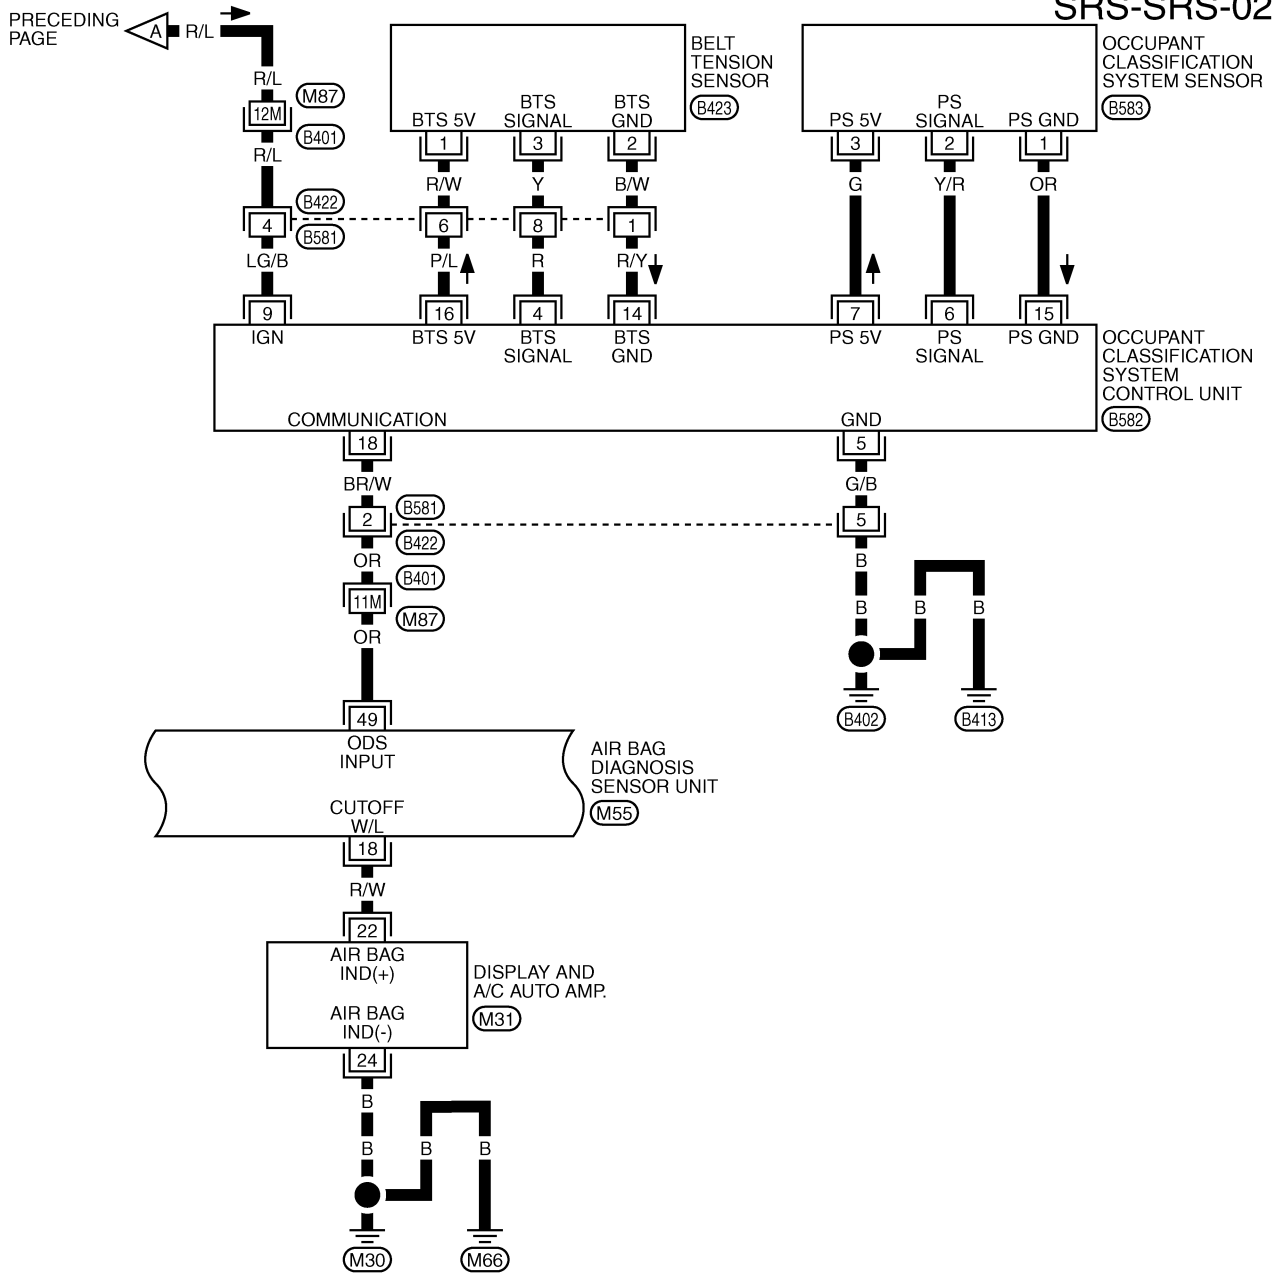 SRS-SRS-02
PRECEDING
PAGE
A
R/L
R/L
M87
12M
B401
R/L
B422
4
B581
LG/B
9
IGN
BELT
TENSION
SENSOR
B423
BTS 5V
BTS
SIGNAL
BTS
GND
1
3
2
R/W
Y
B/W
6
8
1
P/L
R
R/Y
16
4
14
BTS 5V
BTS
SIGNAL
BTS
GND
OCCUPANT
CLASSIFICATION
SYSTEM SENSOR
B583
PS 5V
PS
SIGNAL
PS GND
3
2
1
G
Y/R
OR
7
6
15
PS 5V
PS
SIGNAL
PS GND
OCCUPANT
CLASSIFICATION
SYSTEM
CONTROL UNIT
B582
COMMUNICATION
GND
18
5
BR/W
G/B
B581
2
5
B422
OR
B
B401
11M
M87
OR
B
B
B
B402
B413
49
ODS
INPUT
AIR BAG
DIAGNOSIS
SENSOR UNIT
M55
CUTOFF
W/L
18
R/W
22
AIR BAG
IND(+)
DISPLAY AND
A/C AUTO AMP.
M31
AIR BAG
IND(-)
24
B
B
B
B
M30
M66